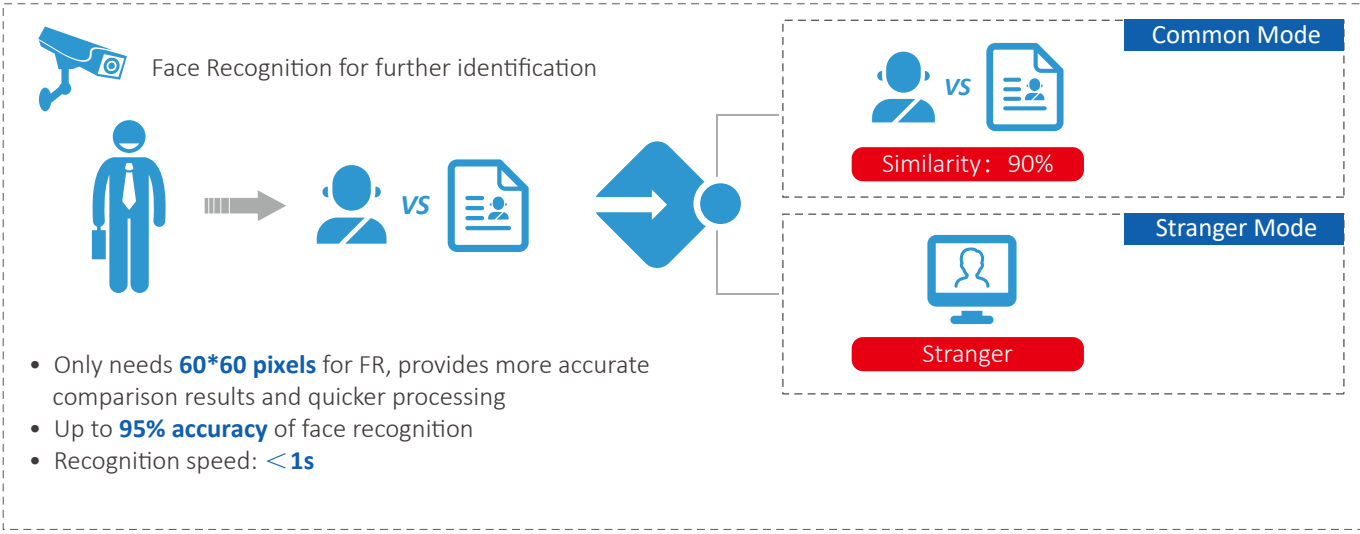 Face Recognition for further identification
VS
Common Mode
VS
Similarity： 90%
Stranger Mode
Stranger
• Only needs 60*60 pixels for FR, provides more accurate
comparison results and quicker processing
• Up to 95% accuracy of face recognition
• Recognition speed: ＜1s